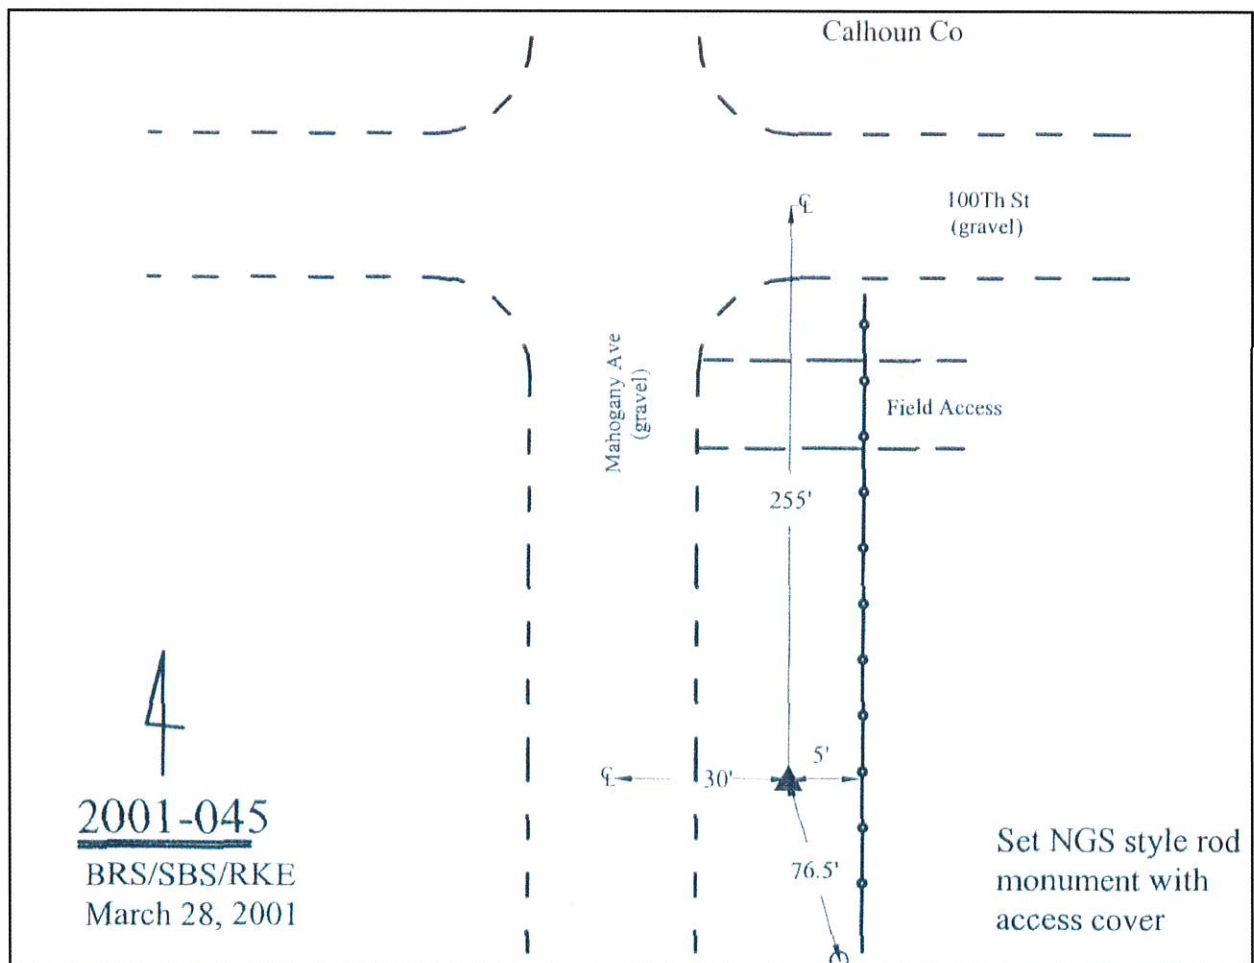 Calhoun Co
℄
100Th St
(gravel)
Mahogany Ave
(gravel)
Field Access
255'
5'
℄
30'
76.5'
2001-045
BRS/SBS/RKE
March 28, 2001
Set NGS style rod
monument with
access cover